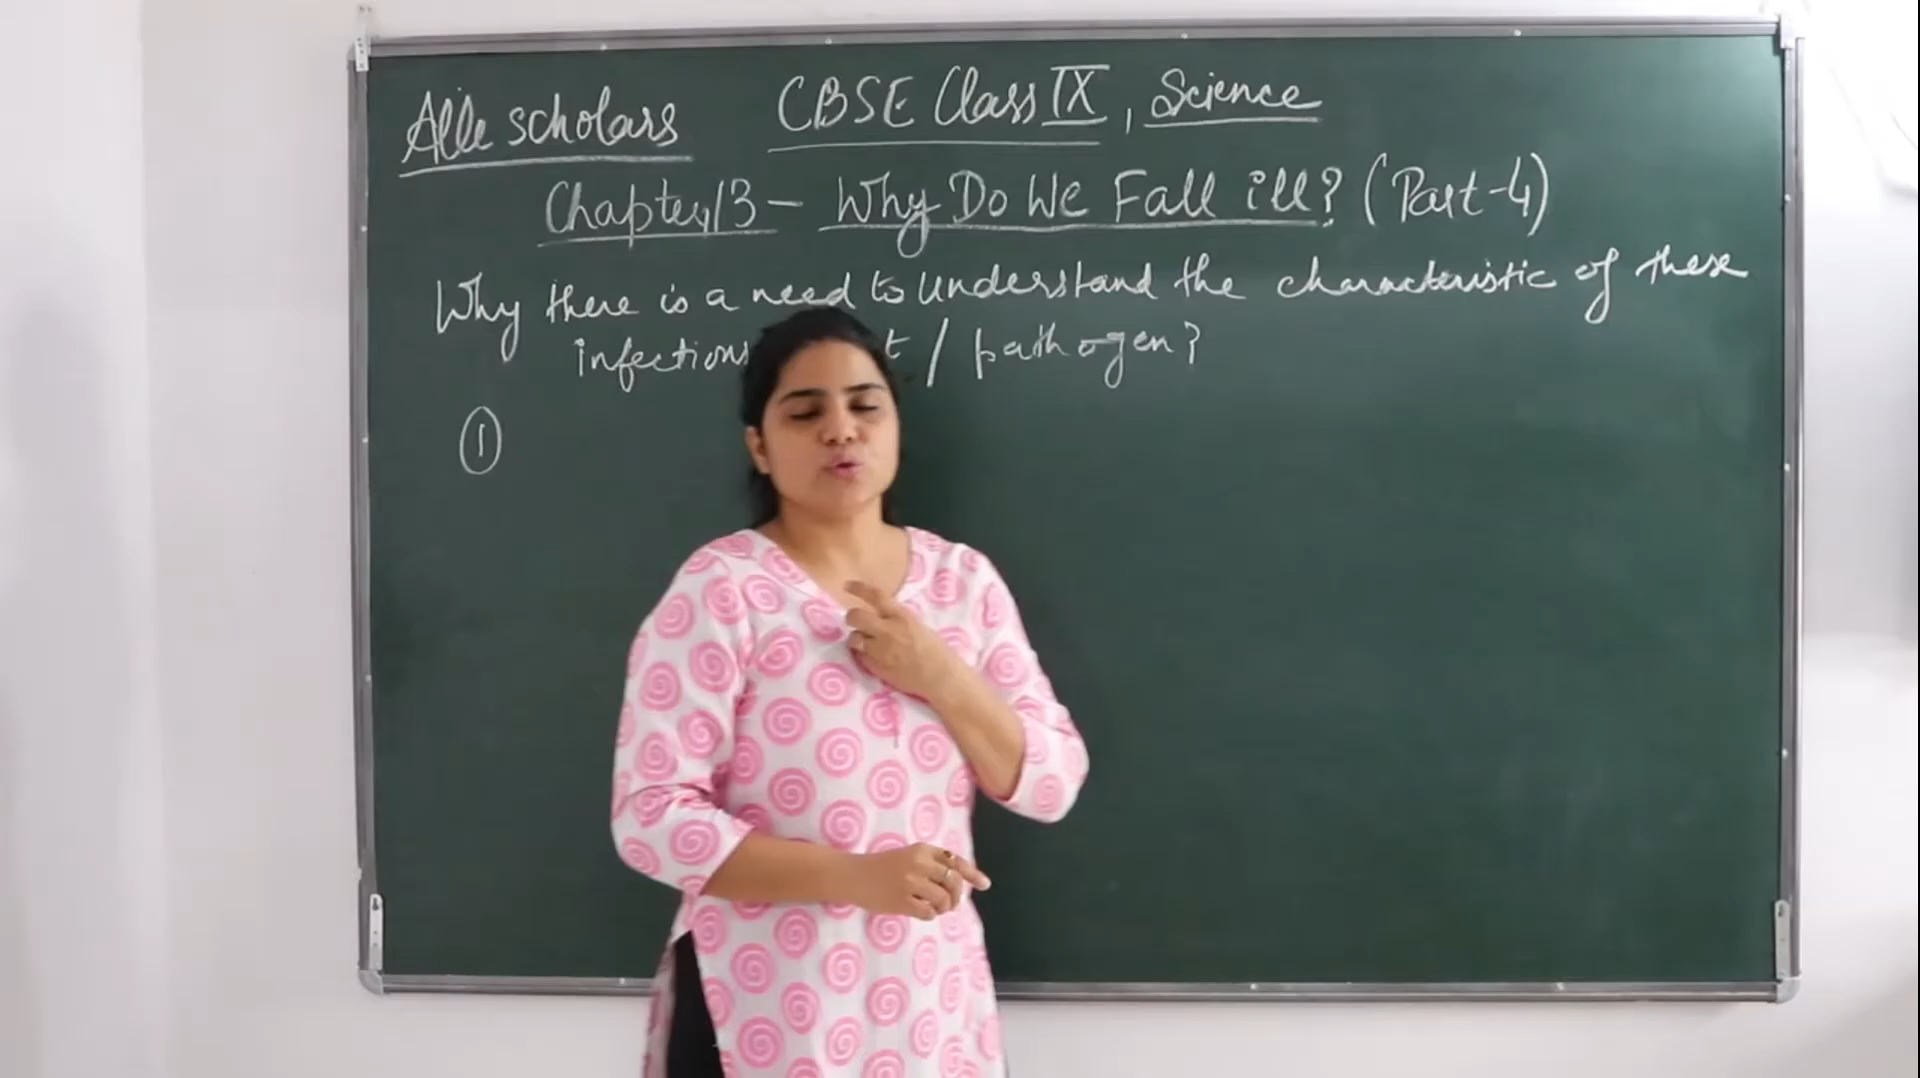 Alle scholars CBSE Class IX, Science
Chapter 13 - Why Do We Fall ill? (Part-4)
Why there is a need to understand the characteristic of these
infectious / pathogen?
①